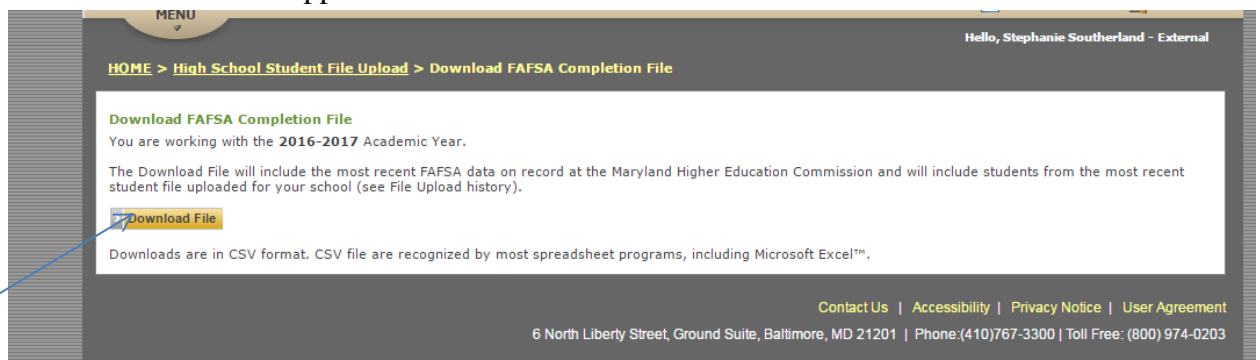 MENU
Hello, Stephanie Southerland - External
HOME > High School Student File Upload > Download FAFSA Completion File
Download FAFSA Completion File
You are working with the 2016-2017 Academic Year.
The Download File will include the most recent FAFSA data on record at the Maryland Higher Education Commission and will include students from the most recent
student file uploaded for your school (see File Upload history).
Download File
Downloads are in CSV format. CSV file are recognized by most spreadsheet programs, including Microsoft Excel™.
Contact Us | Accessibility | Privacy Notice | User Agreement
6 North Liberty Street, Ground Suite, Baltimore, MD 21201 | Phone:(410)767-3300 | Toll Free: (800) 974-0203